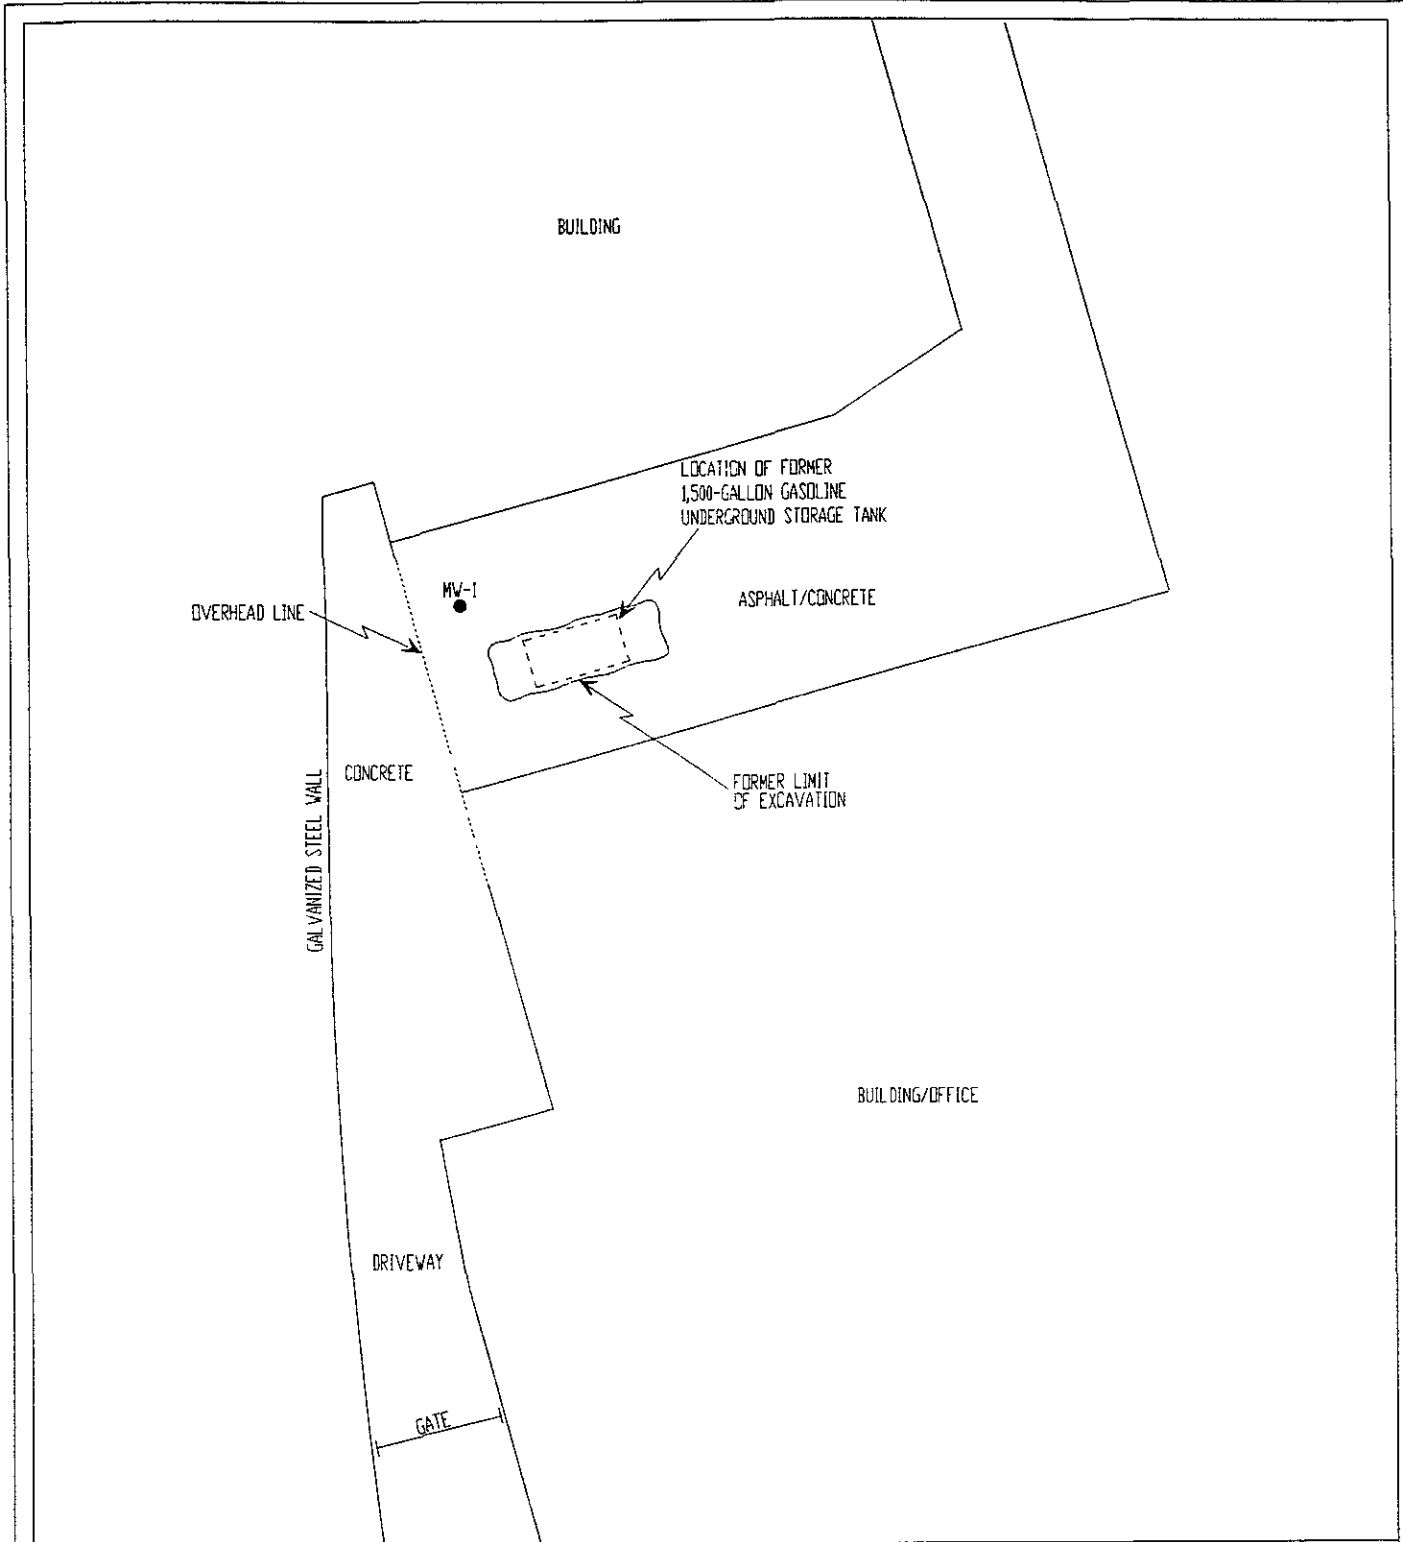 BUILDING
LOCATION OF FORMER
1,500-GALLON GASOLINE
UNDERGROUND STORAGE TANK
MW-1
ASPHALT/CONCRETE
OVERHEAD LINE
CONCRETE
GALVANIZED STEEL WALL
FORMER LIMIT
OF EXCAVATION
BUILDING/OFFICE
DRIVEWAY
GATE